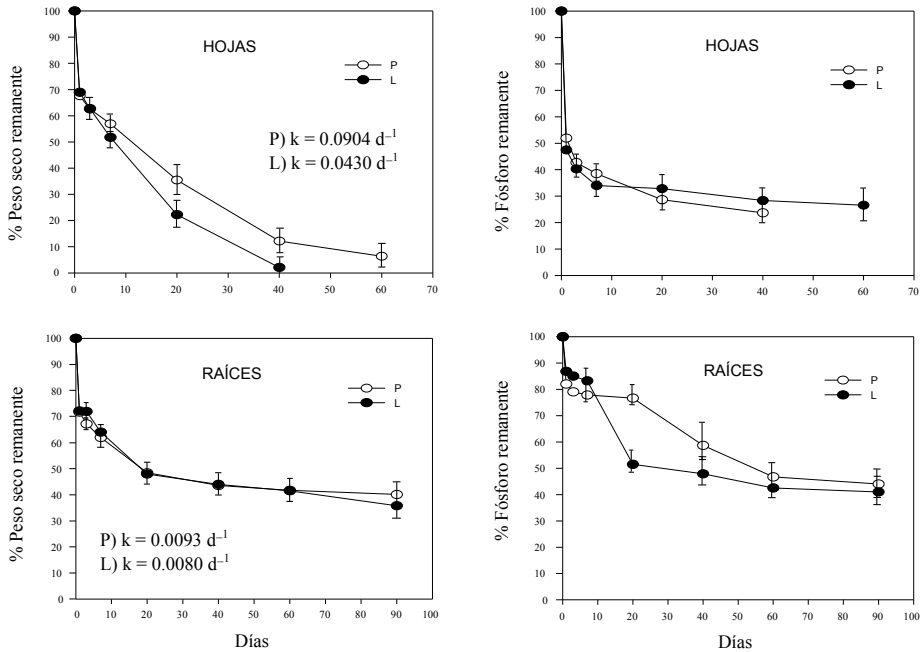 HOJAS
P
L
P) k = 0.0904 d⁻¹
L) k = 0.0430 d⁻¹
% Peso seco remanente
100
90
80
70
60
50
40
30
20
10
0
0 10 20 30 40 50 60 70
HOJAS
P
L
% Fósforo remanente
100
90
80
70
60
50
40
30
20
10
0
0 10 20 30 40 50 60 70
RAÍCES
P
L
P) k = 0.0093 d⁻¹
L) k = 0.0080 d⁻¹
% Peso seco remanente
100
90
80
70
60
50
40
30
20
10
0
0 10 20 30 40 50 60 70 80 90 100
Días
RAÍCES
P
L
% Fósforo remanente
100
90
80
70
60
50
40
30
20
10
0
0 10 20 30 40 50 60 70 80 90 100
Días